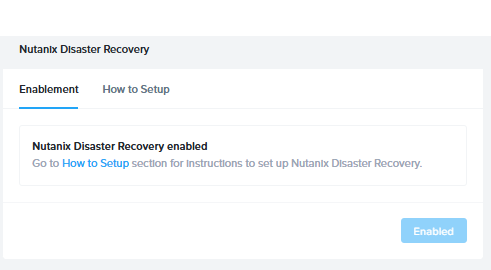 Nutanix Disaster Recovery
Enablement How to Setup
Nutanix Disaster Recovery enabled
Go to How to Setup section for instructions to set up Nutanix Disaster Recovery.
Enabled